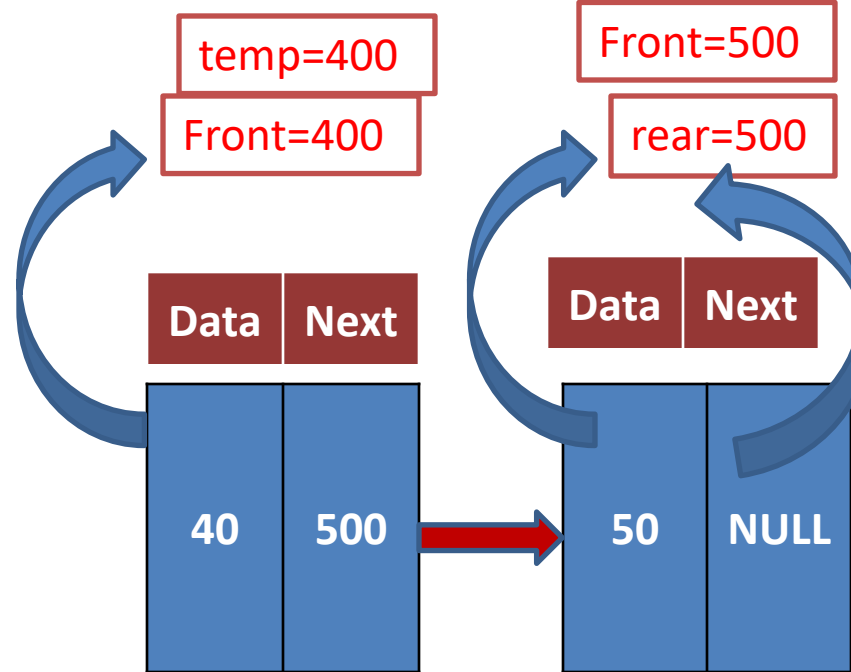 temp=400
Front=400
Front=500
rear=500
Data Next
Data Next
40 500
50 NULL